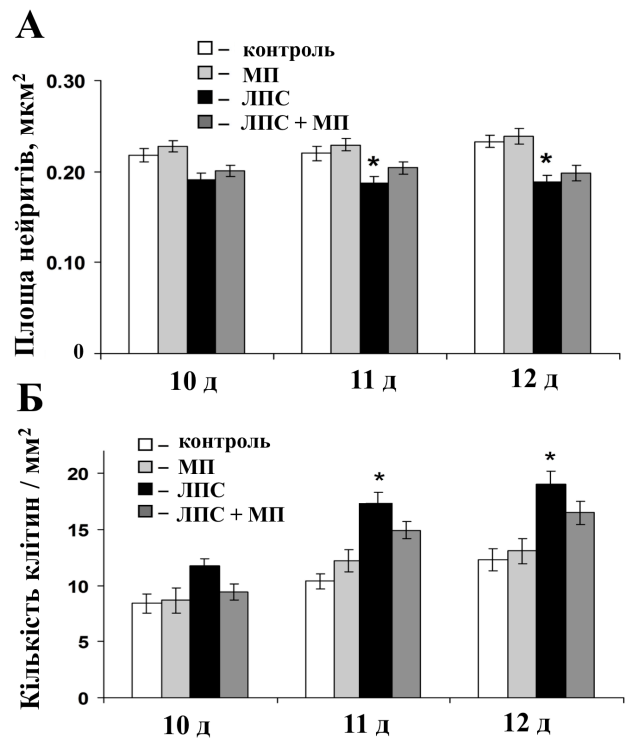 А
– контроль
– МП
– ЛПС
– ЛПС + МП
Площа нейритів, мкм²
0.30
0.20
0.10
0
*
*
10 д
11 д
12 д
Б
– контроль
– МП
– ЛПС
– ЛПС + МП
Кількість клітин / мм²
20
15
10
5
0
*
*
10 д
11 д
12 д